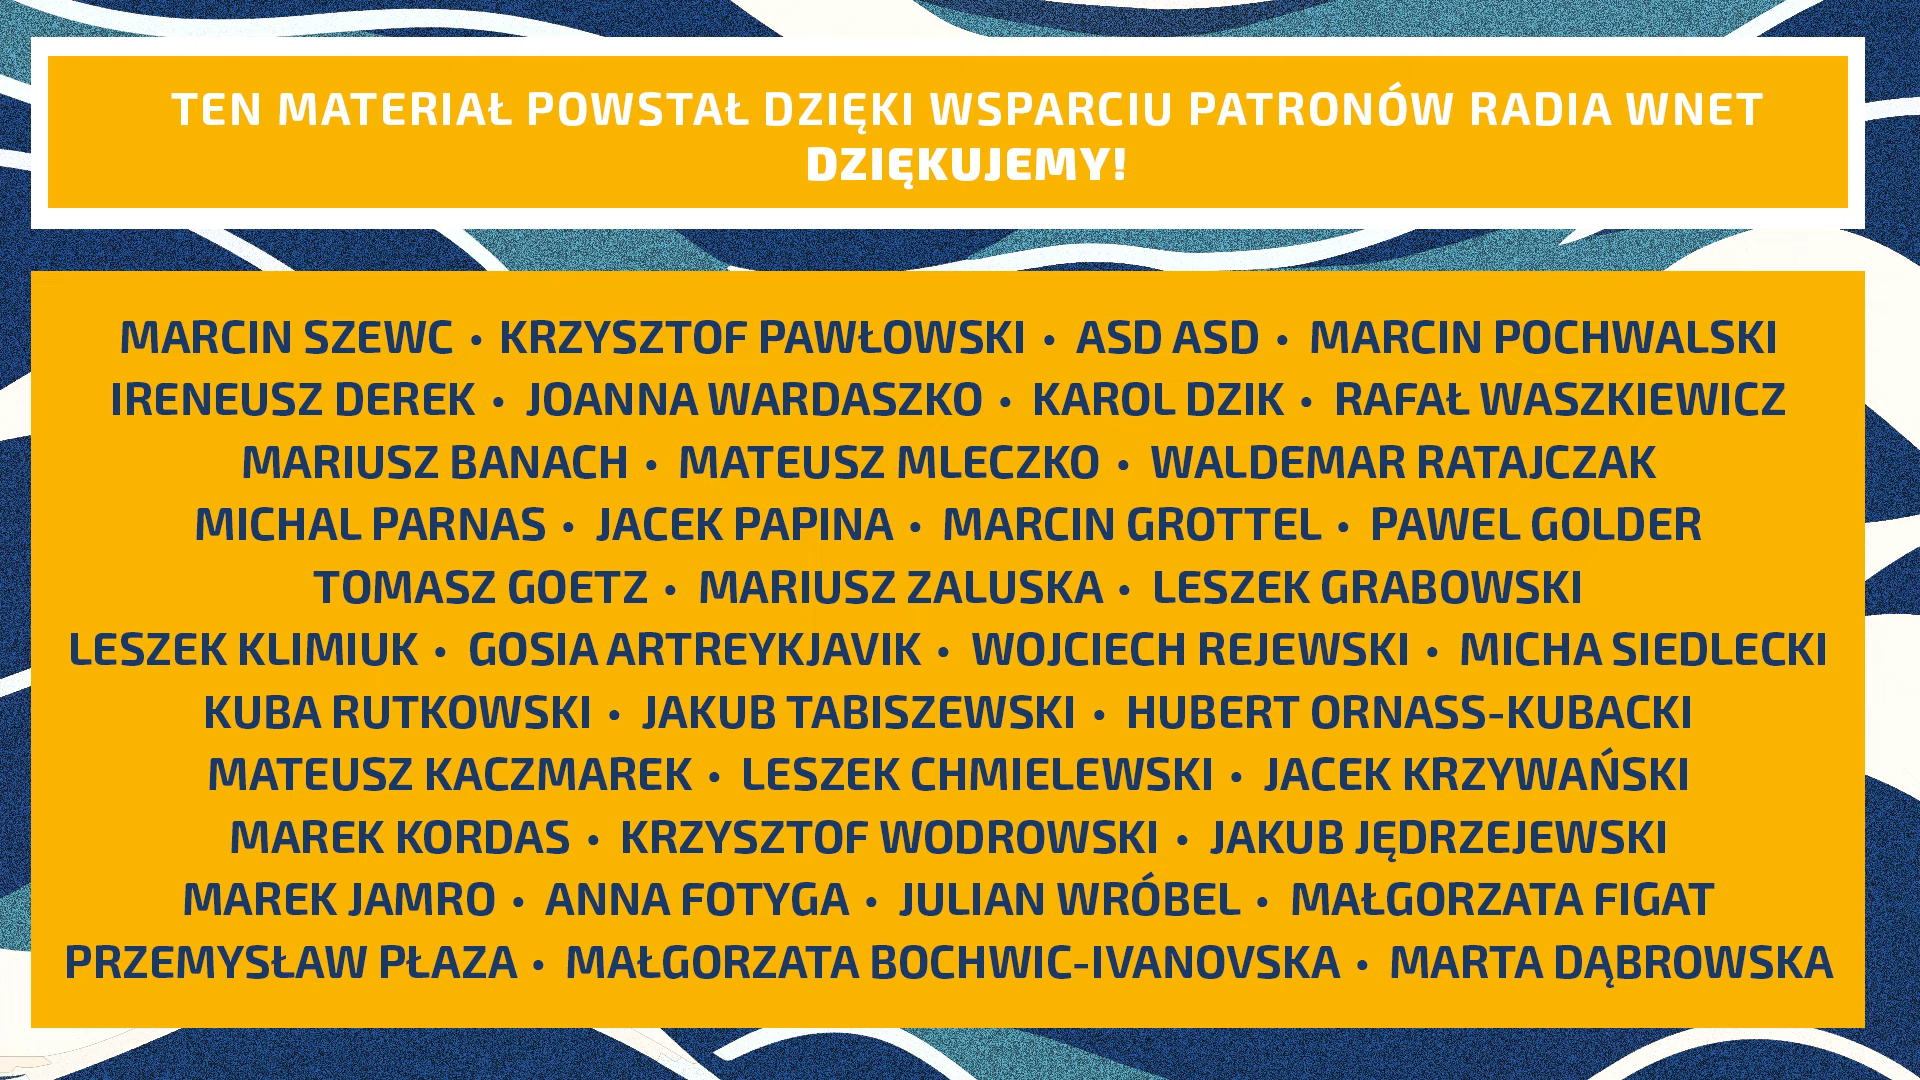 TEN MATERIAŁ POWSTAŁ DZIĘKI WSPARCIU PATRONÓW RADIA WNET
DZIĘKUJEMY!
MARCIN SZEWC • KRZYSZTOF PAWŁOWSKI • ASD ASD • MARCIN POCHWALSKI
IRENEUSZ DEREK • JOANNA WARDASZKO • KAROL DZIK • RAFAŁ WASZKIEWICZ
MARIUSZ BANACH • MATEUSZ MLECZKO • WALDEMAR RATAJCZAK
MICHAL PARNAS • JACEK PAPINA • MARCIN GROTTEL • PAWEL GOLDER
TOMASZ GOETZ • MARIUSZ ZALUSKA • LESZEK GRABOWSKI
LESZEK KLIMIUK • GOSIA ARTREYKJAVIK • WOJCIECH REJEWSKI • MICHA SIEDLECKI
KUBA RUTKOWSKI • JAKUB TABISZEWSKI • HUBERT ORNASS-KUBACKI
MATEUSZ KACZMAREK • LESZEK CHMIELEWSKI • JACEK KRZYWAŃSKI
MAREK KORDAS • KRZYSZTOF WODROWSKI • JAKUB JĘDRZEJEWSKI
MAREK JAMRO • ANNA FOTYGA • JULIAN WRÓBEL • MAŁGORZATA FIGAT
PRZEMYSŁAW PŁAZA • MAŁGORZATA BOCHWIC-IVANOVSKA • MARTA DĄBROWSKA